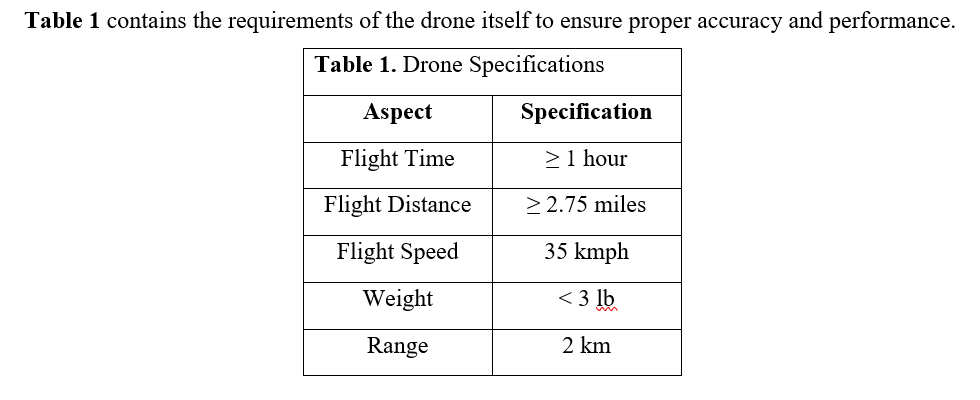 Table 1 contains the requirements of the drone itself to ensure proper accuracy and performance.
Table 1. Drone Specifications
Aspect Specification
Flight Time ≥ 1 hour
Flight Distance ≥ 2.75 miles
Flight Speed 35 kmph
Weight < 3 lb
Range 2 km